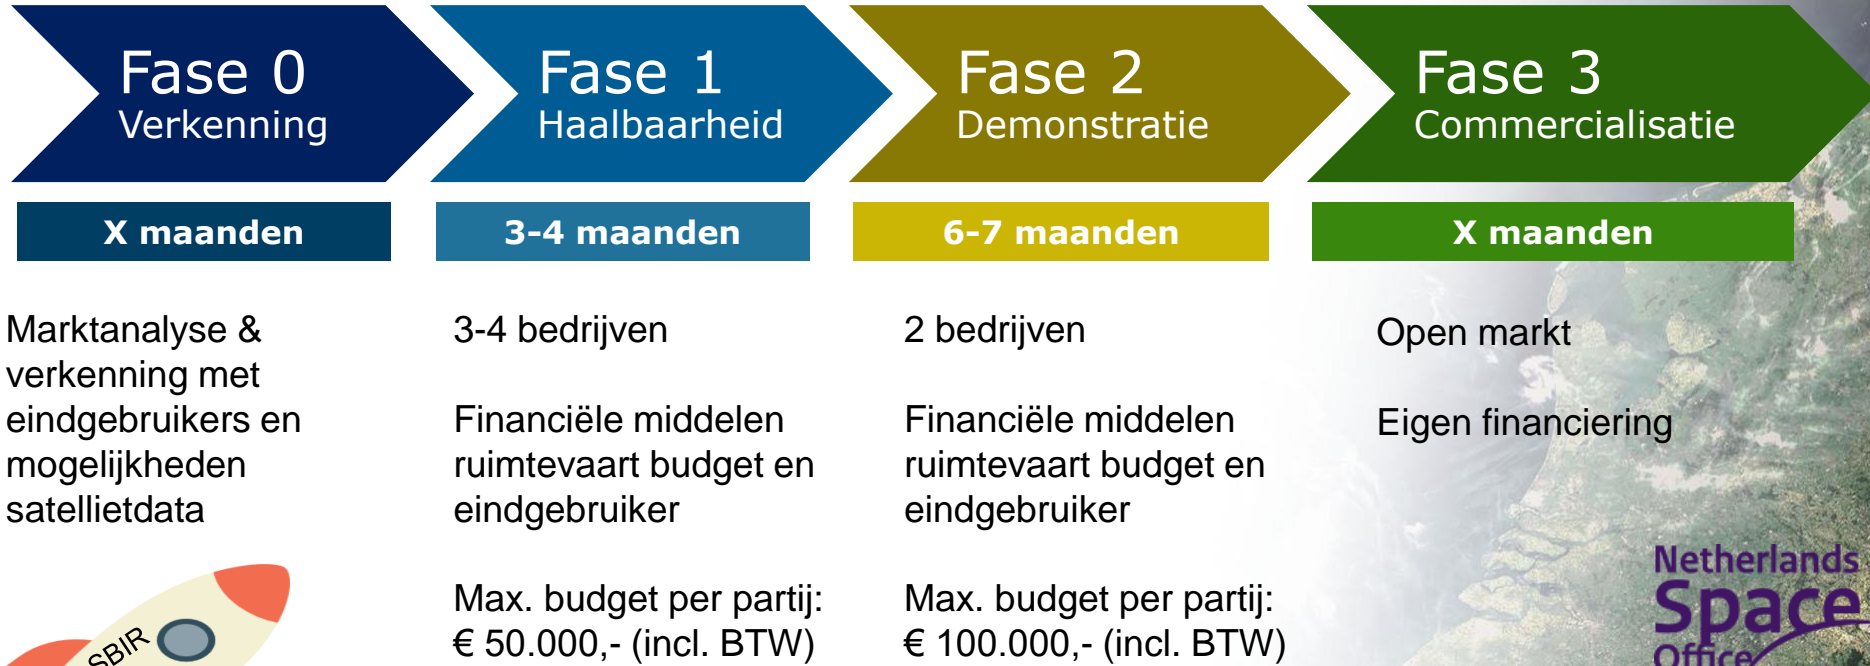 Fase 0
Verkenning
Fase 1
Haalbaarheid
Fase 2
Demonstratie
Fase 3
Commercialisatie
X maanden
3-4 maanden
6-7 maanden
X maanden
Marktanalyse &
verkenning met
eindgebruikers en
mogelijkheden
satellietdata
3-4 bedrijven
Financiële middelen
ruimtevaart budget en
eindgebruiker
Max. budget per partij:
€ 50.000,- (incl. BTW)
2 bedrijven
Financiële middelen
ruimtevaart budget en
eindgebruiker
Max. budget per partij:
€ 100.000,- (incl. BTW)
Open markt
Eigen financiering
SBIR
Netherlands
Space
Office